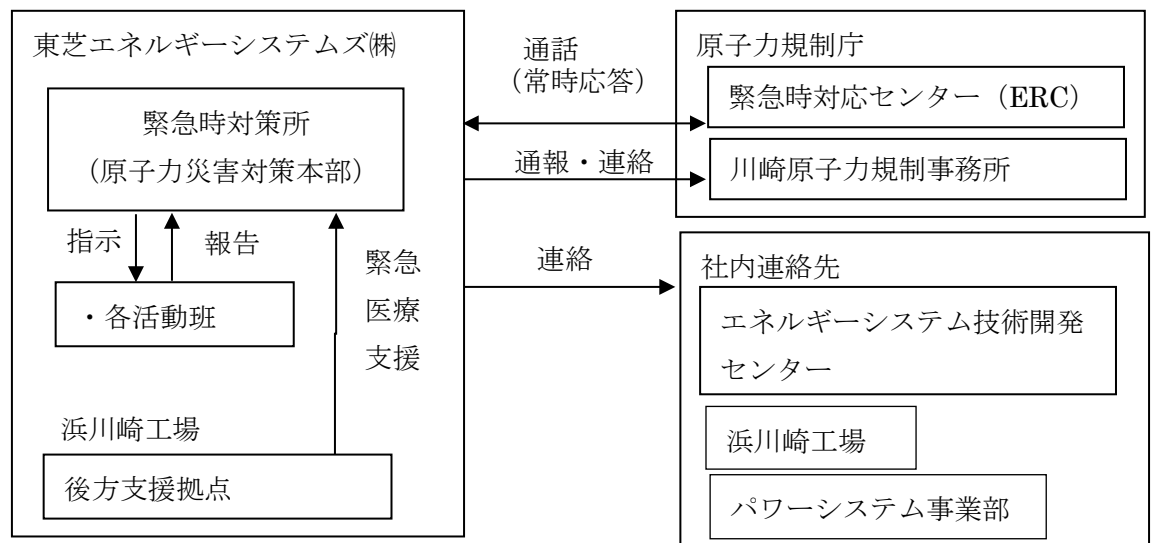 東芝エネルギーシステムズ㈱
緊急時対策所
（原子力災害対策本部）
指示
報告
・各活動班
緊急
医療
支援
浜川崎工場
後方支援拠点
通話
（常時応答）
通報・連絡
連絡
原子力規制庁
緊急時対応センター（ERC）
川崎原子力規制事務所
社内連絡先
エネルギーシステム技術開発
センター
浜川崎工場
パワーシステム事業部